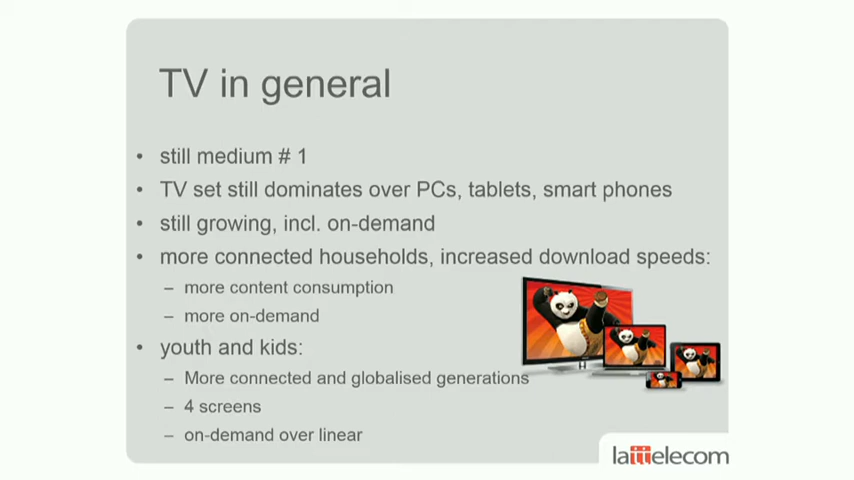 TV in general
• still medium # 1
• TV set still dominates over PCs, tablets, smart phones
• still growing, incl. on-demand
• more connected households, increased download speeds:
– more content consumption
– more on-demand
• youth and kids:
– More connected and globalised generations
– 4 screens
– on-demand over linear
lattelecom